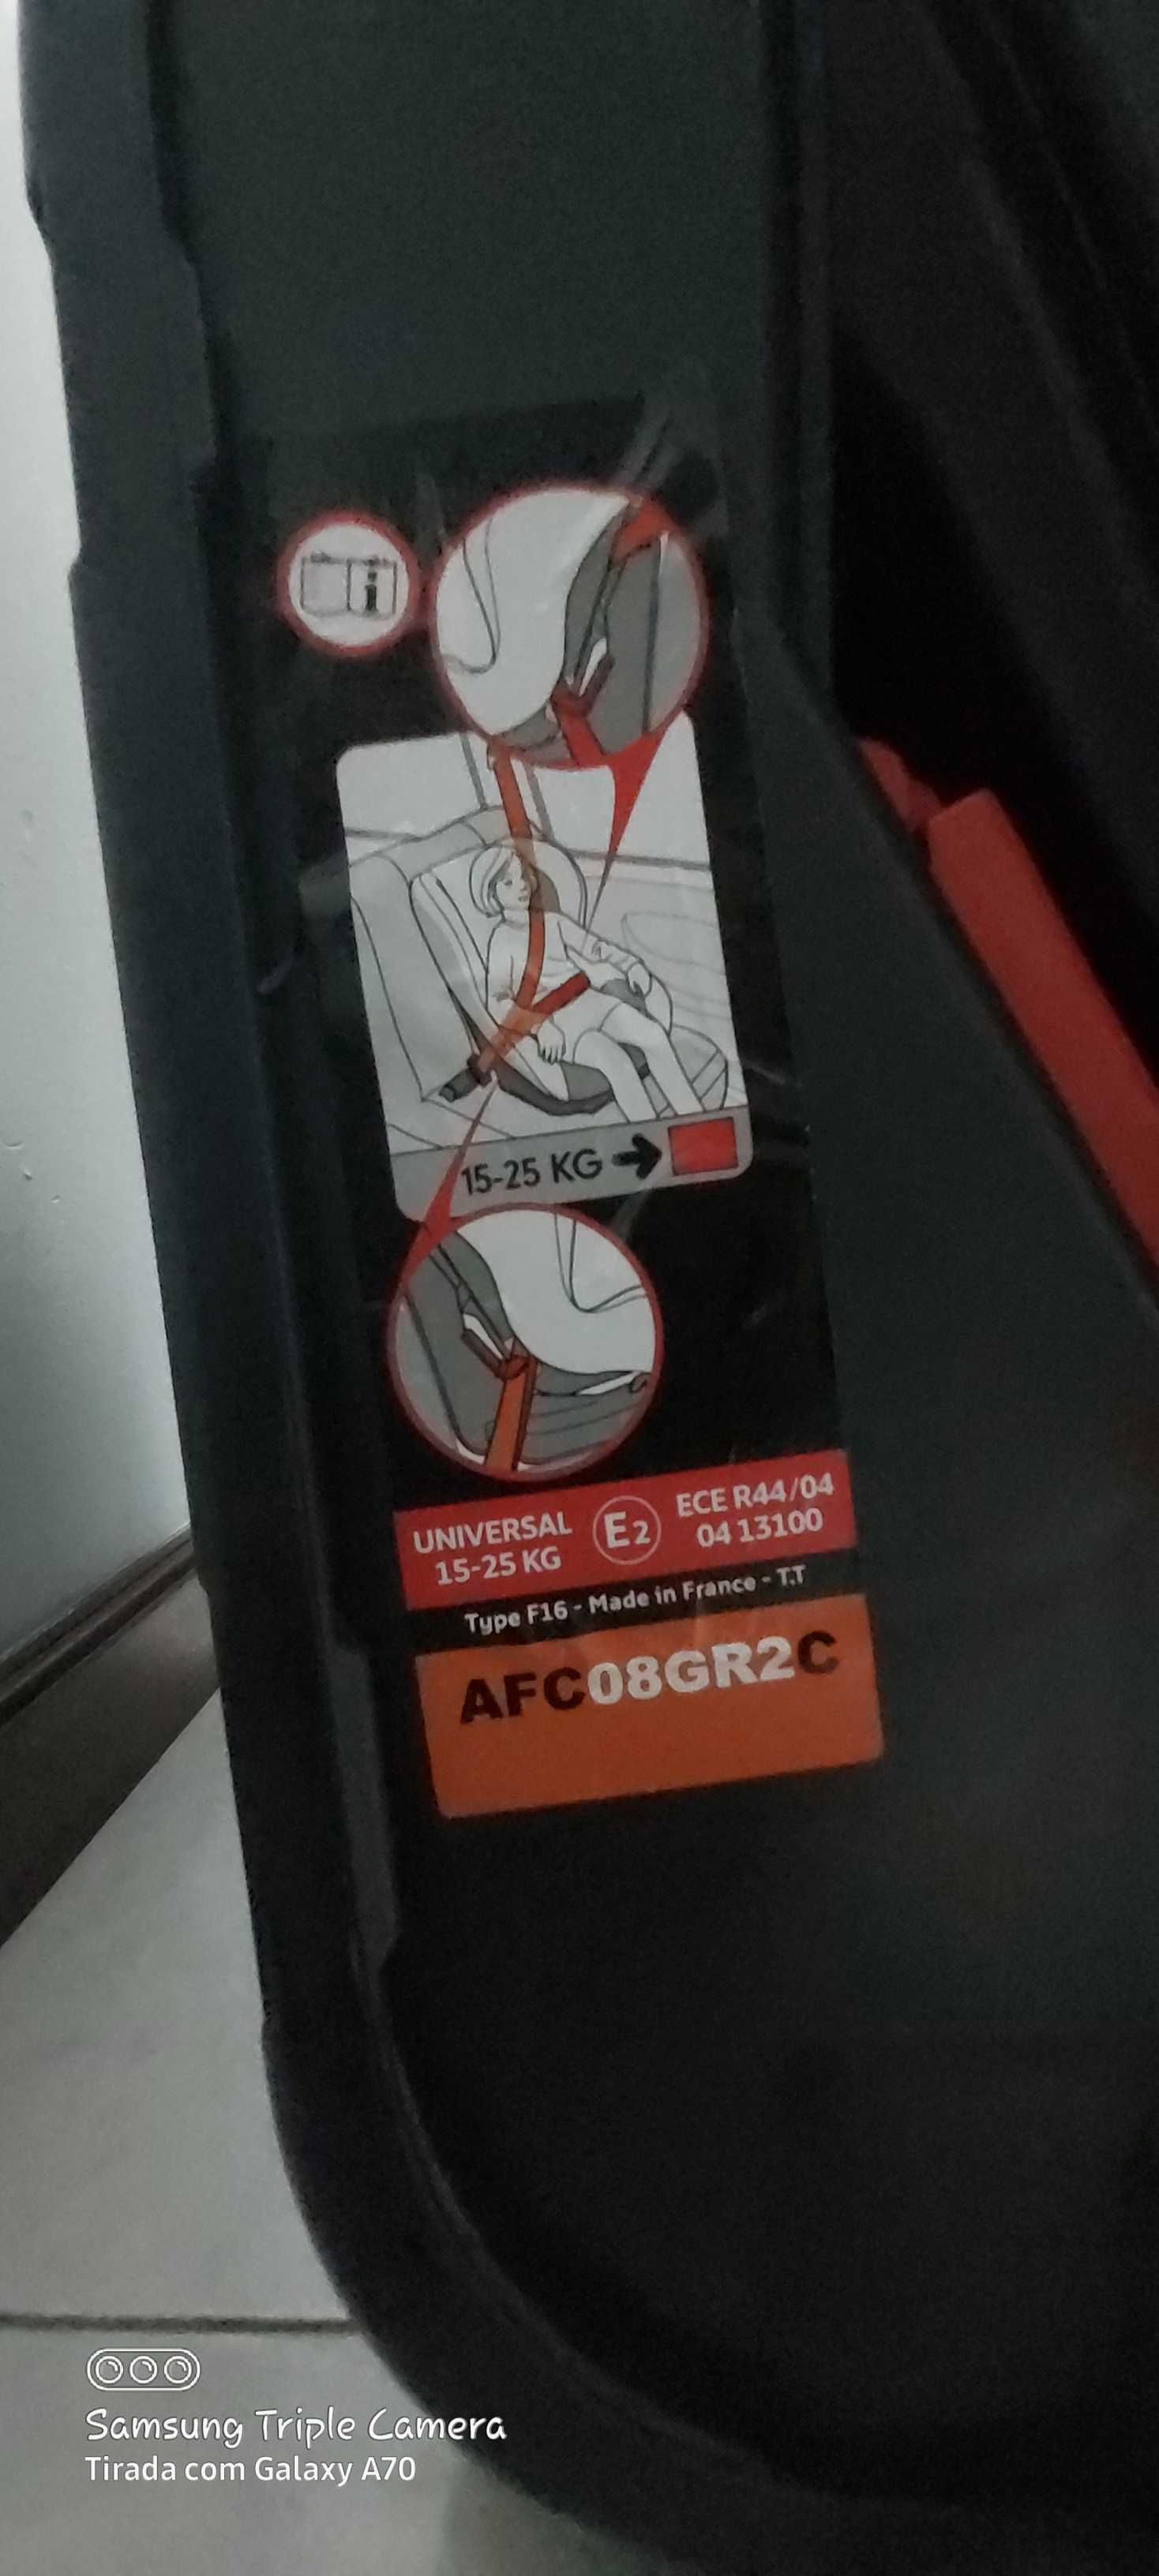 i
15-25 KG
UNIVERSAL
15-25 KG
E2
ECE R44/04
04 13100
Type F16 - Made in France - T.T
AFC08GR2C
Samsung Triple Camera
Tirada com Galaxy A70